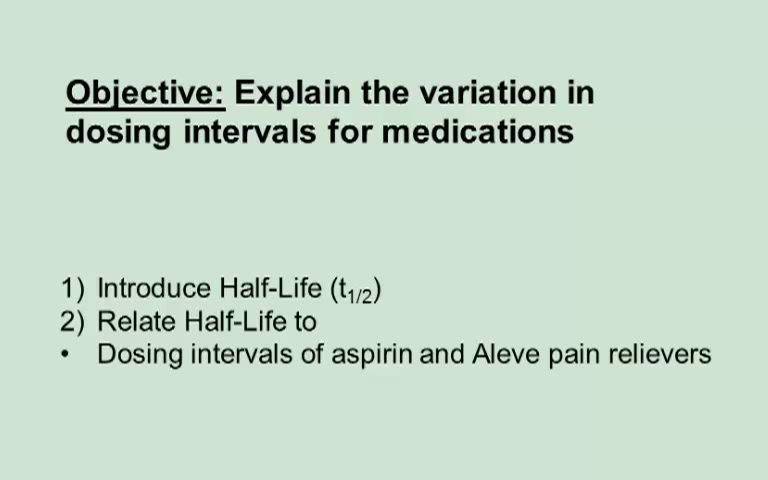 Objective: Explain the variation in
dosing intervals for medications
1) Introduce Half-Life (t1/2)
2) Relate Half-Life to
• Dosing intervals of aspirin and Aleve pain relievers